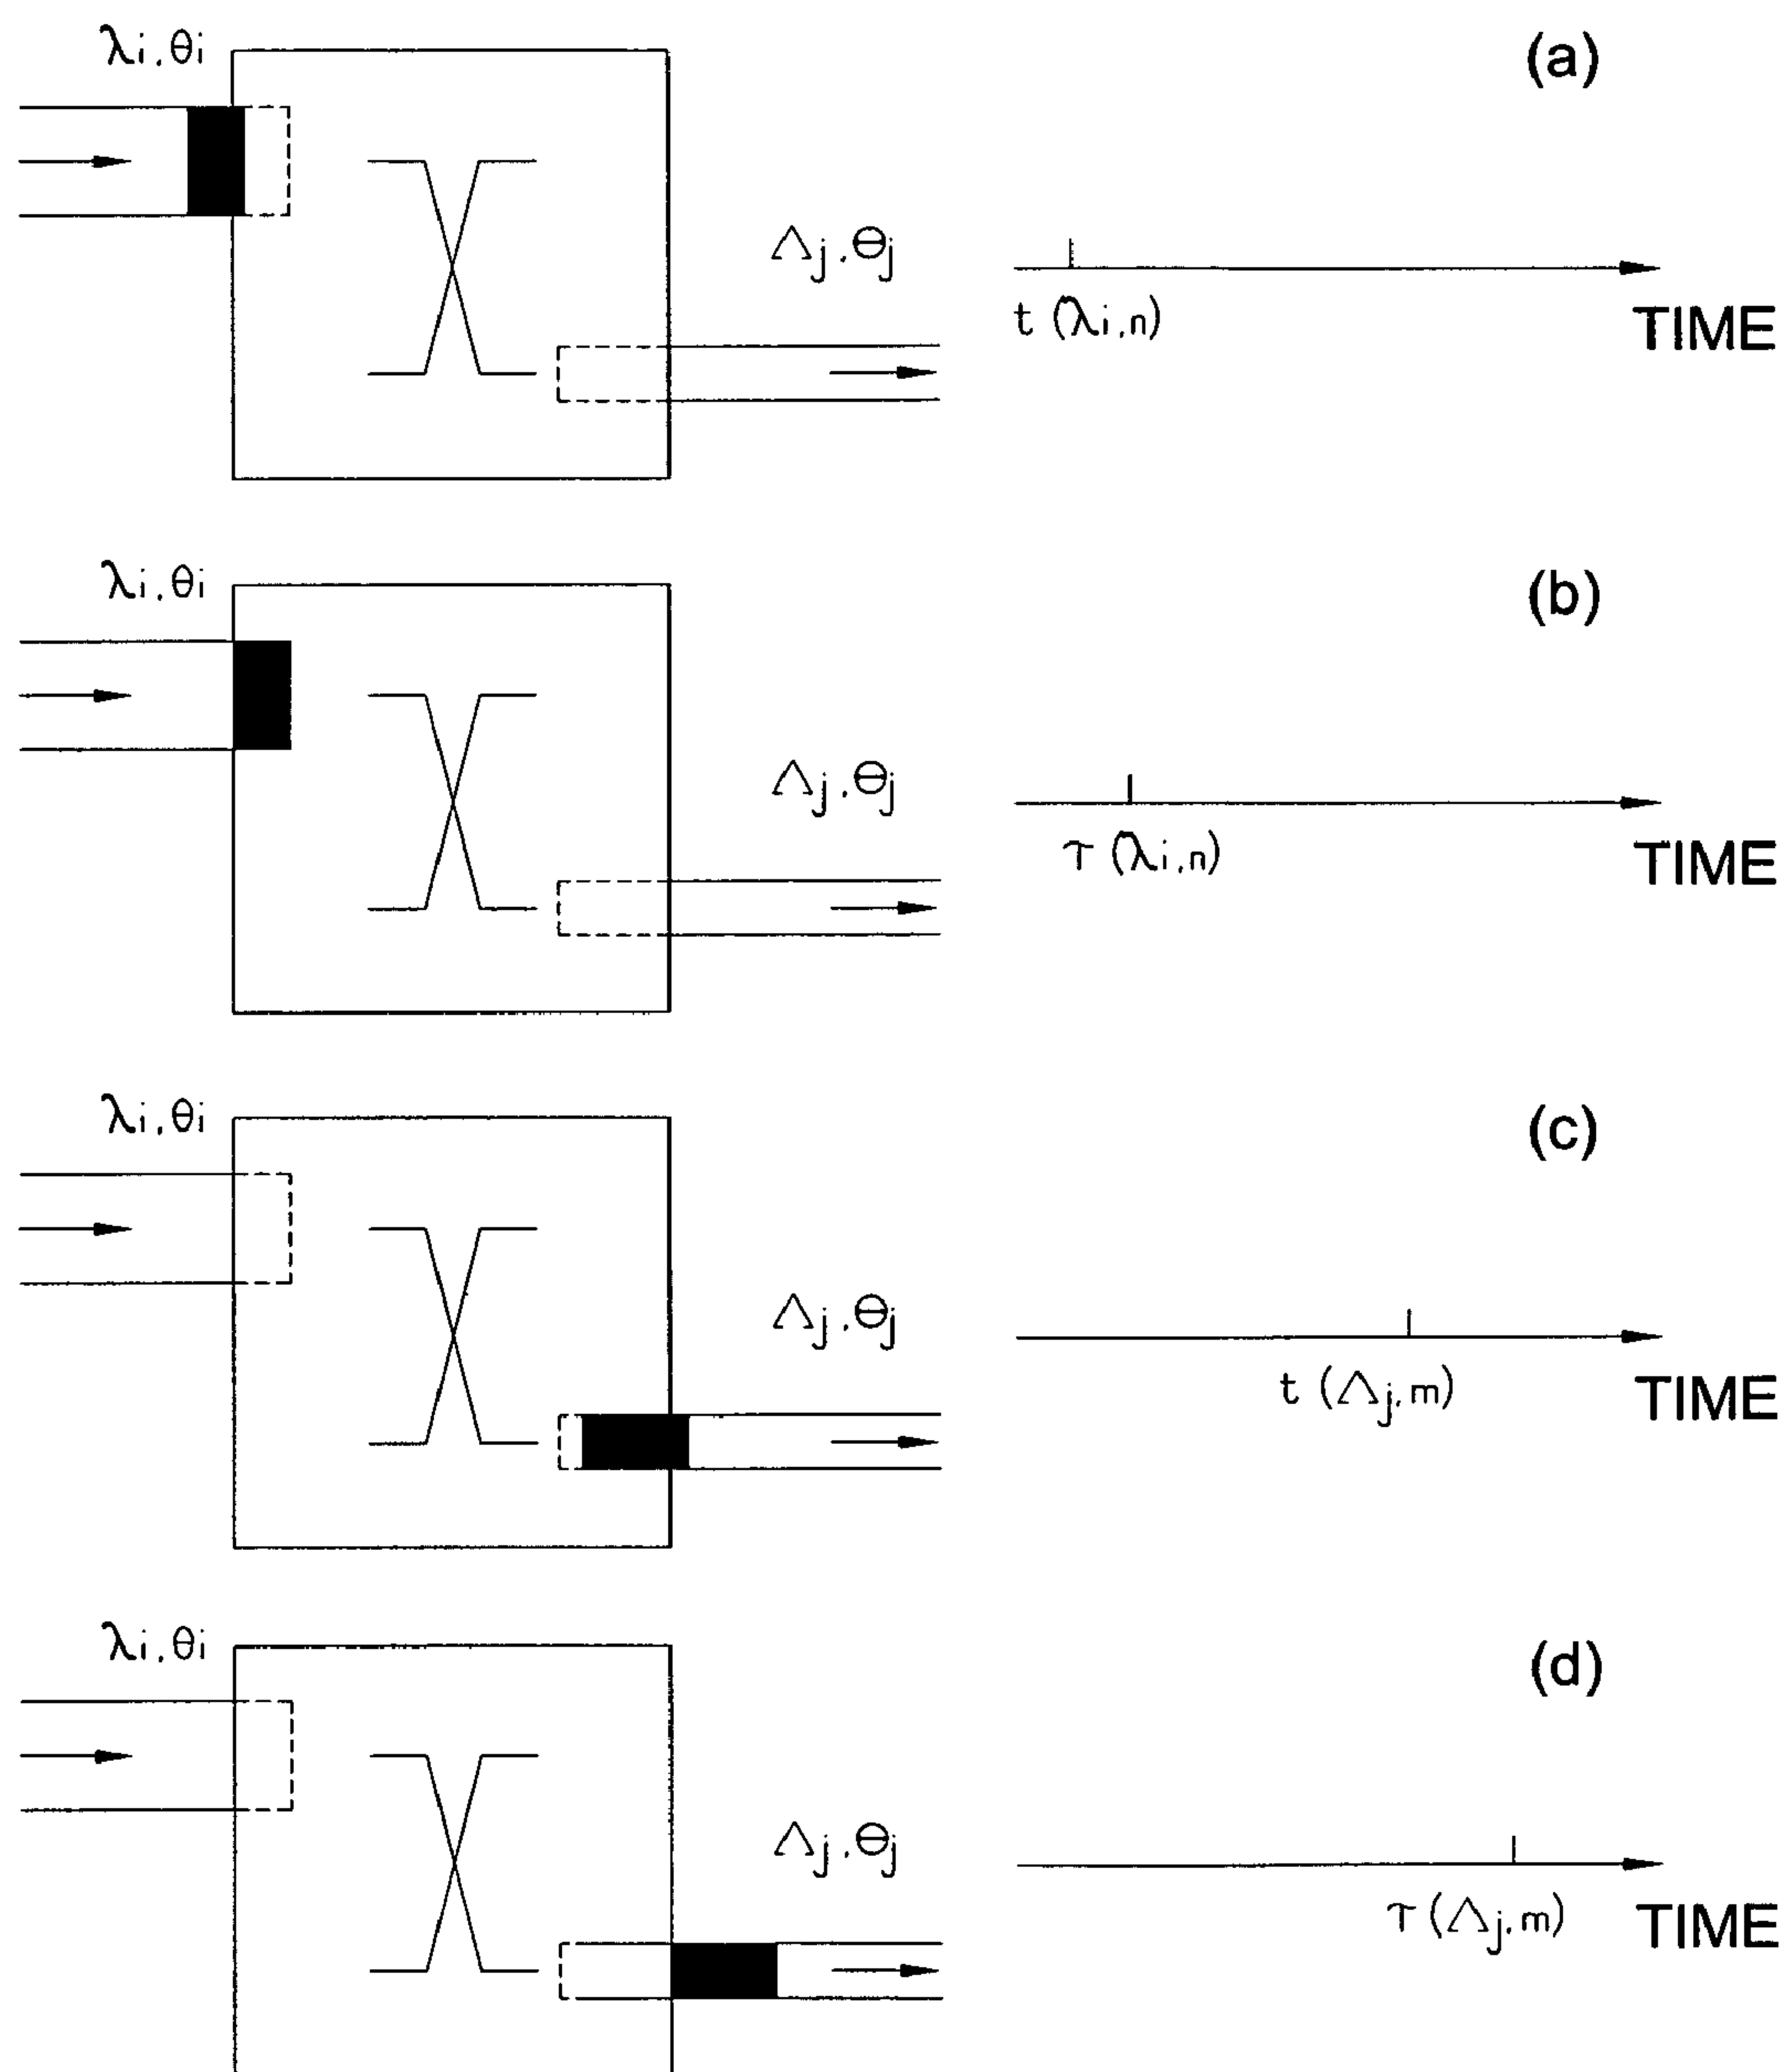 λi,θi
(a)
Λj,Θj
t (λi,n)
TIME
λi,θi
(b)
Λj,Θj
τ (λi,n)
TIME
λi,θi
(c)
Λj,Θj
t (Λj,m)
TIME
λi,θi
(d)
Λj,Θj
τ (Λj,m)
TIME